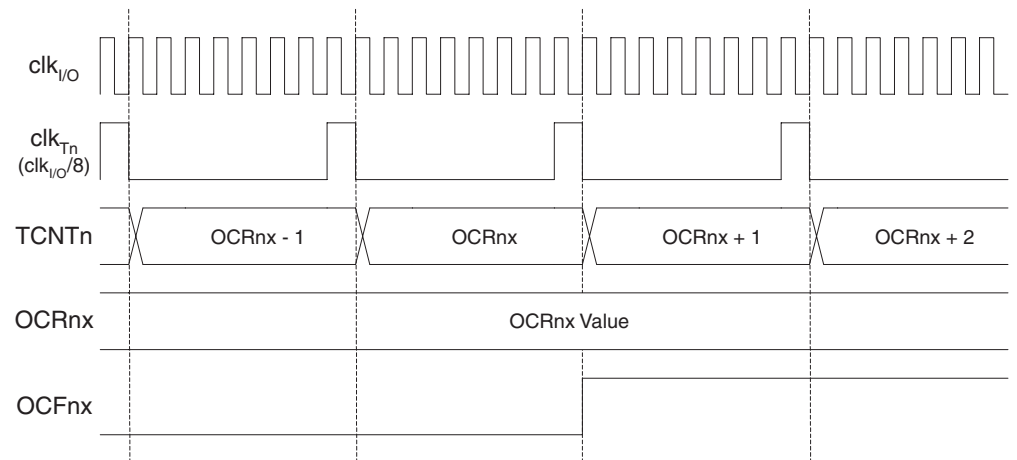 clkI/O
clkTn
(clkI/O/8)
TCNTn
OCRnx - 1
OCRnx
OCRnx + 1
OCRnx + 2
OCRnx
OCRnx Value
OCFnx